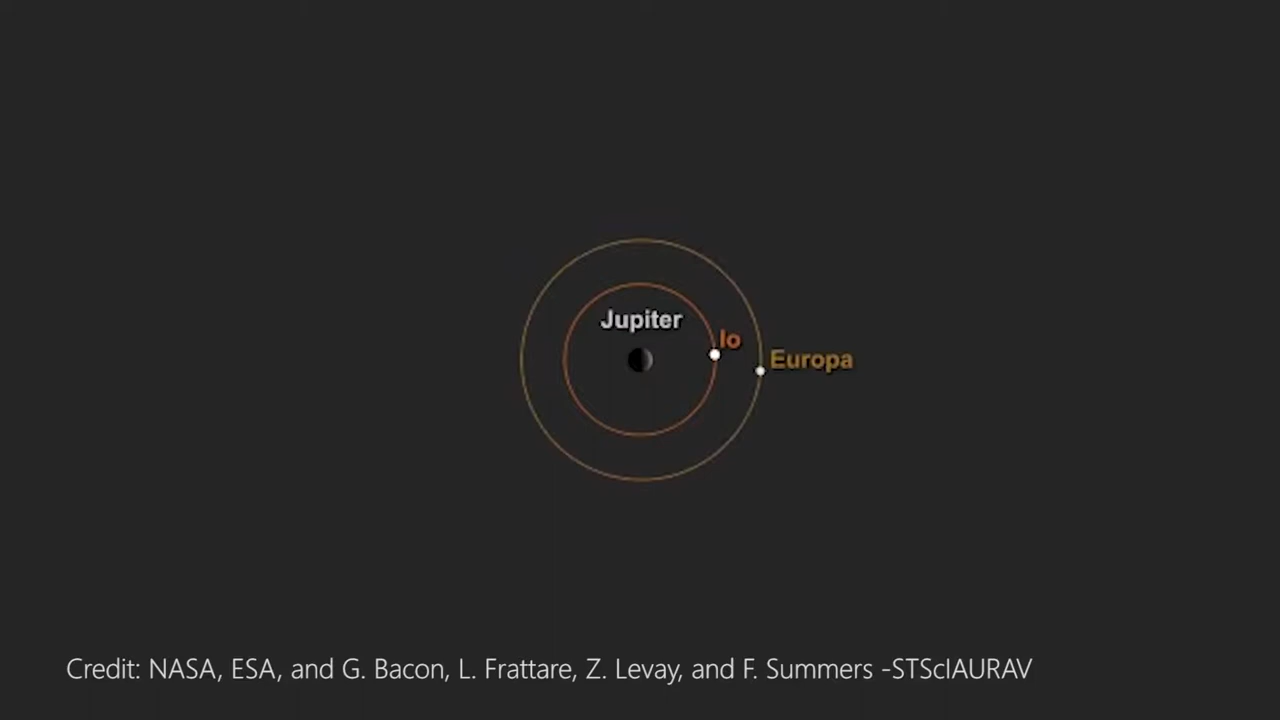 Jupiter
Io
Europa
Credit: NASA, ESA, and G. Bacon, L. Frattare, Z. Levay, and F. Summers -STScIAURAV